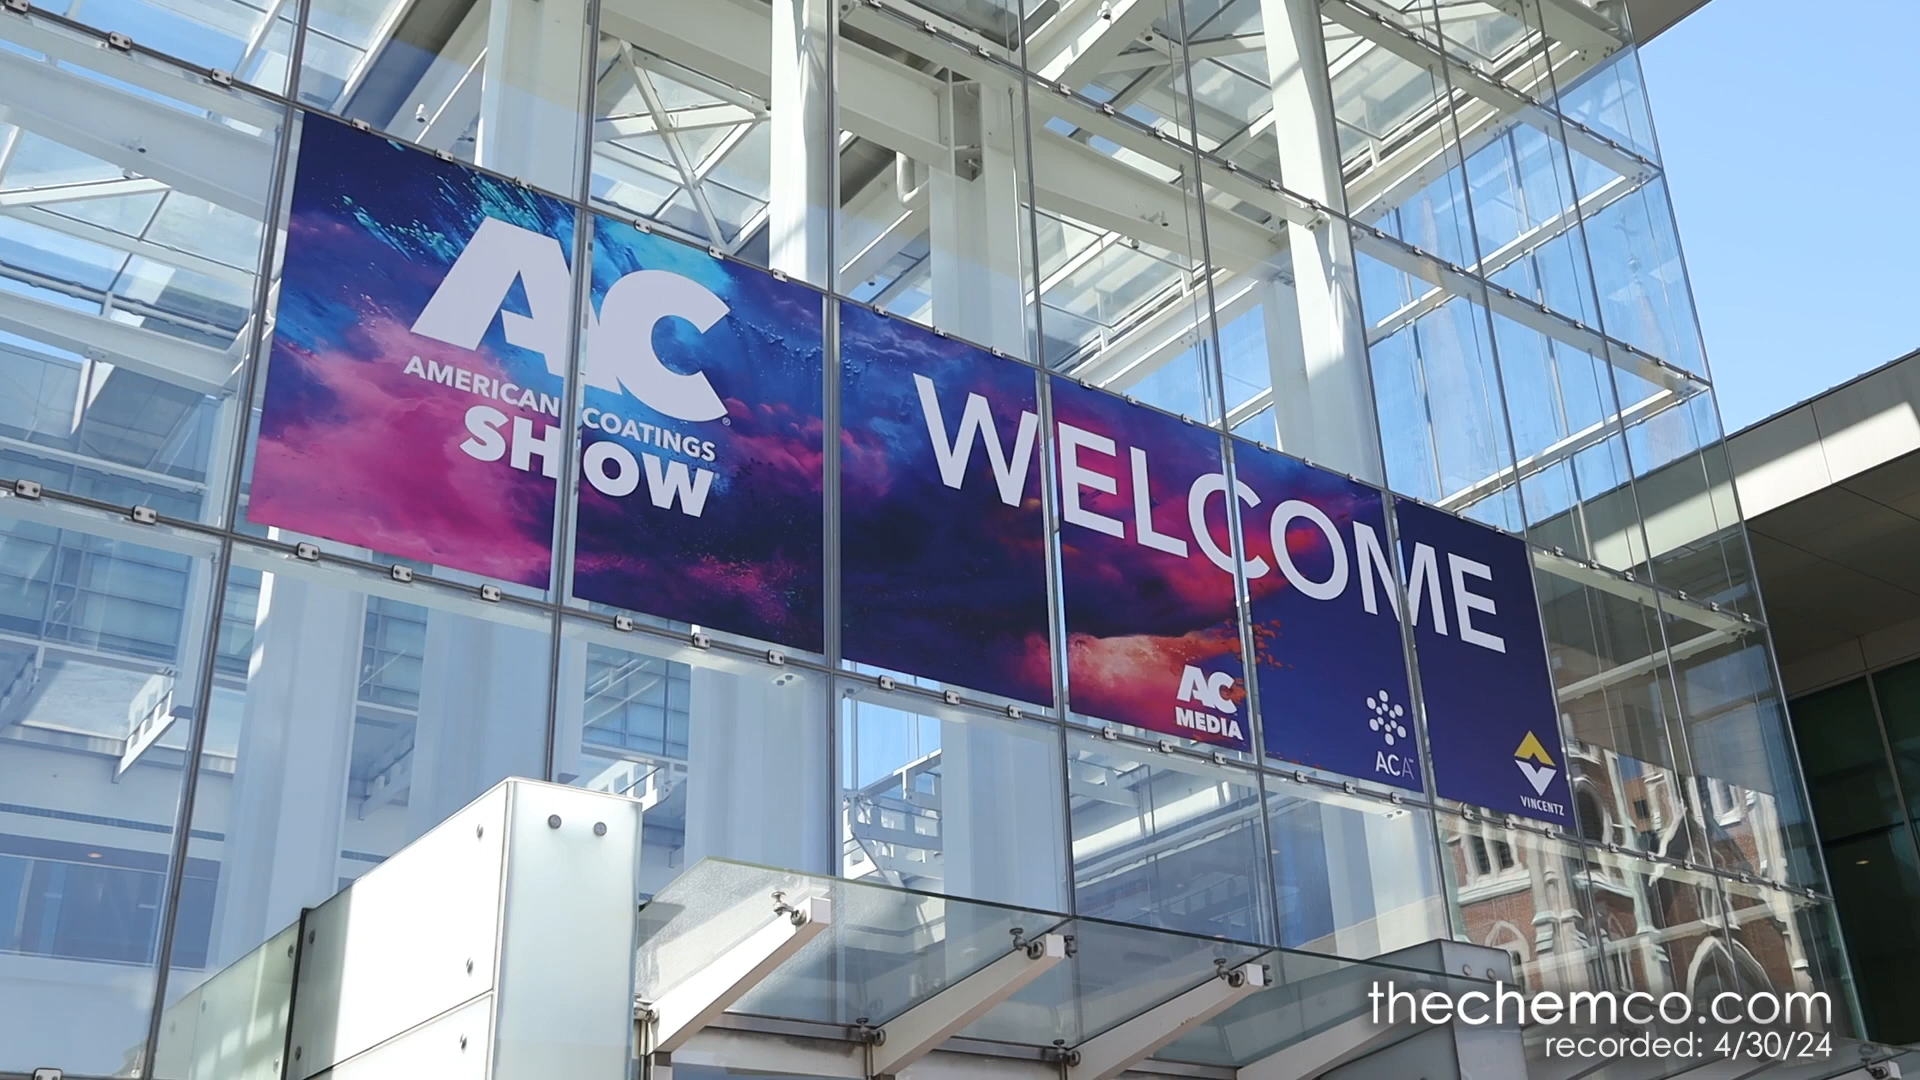 AC
AMERICAN COATINGS
SHOW
®
WELCOME
AC
MEDIA
ACA
VINCENTZ
thechemco.com
recorded: 4/30/24